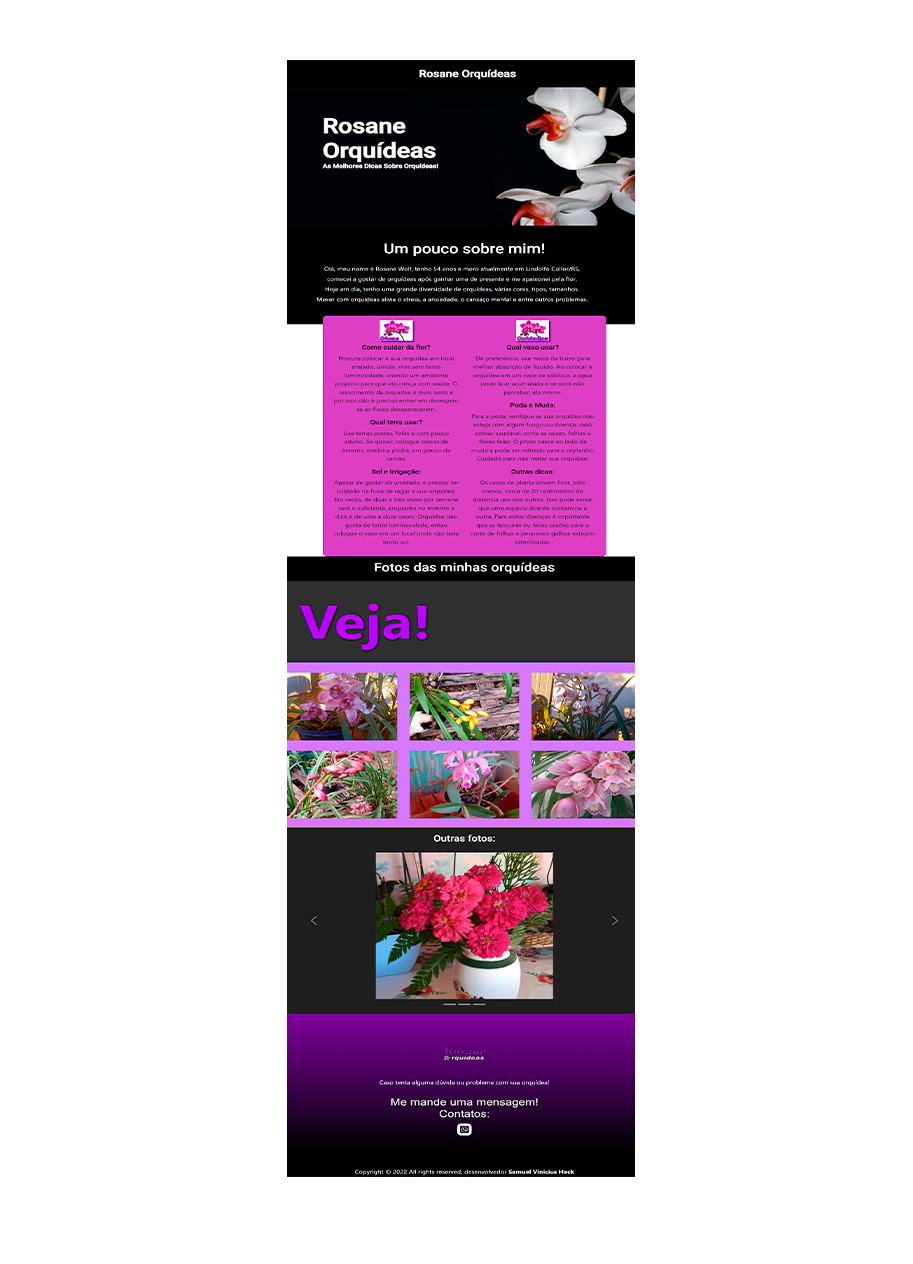 Rosane Orquídeas
Rosane
Orquídeas
As Melhores Dicas Sobre Orquídeas!
Um pouco sobre mim!
Olá, meu nome é Rosane Wolf, tenho 54 anos e moro atualmente em Lindolfo Collor/RS,
comecei a gostar de orquídeas após ganhar uma de presente e me apaixonei pela flor.
Hoje em dia, tenho uma grande diversidade de orquídeas, várias cores, tipos, tamanhos.
Mexer com orquídeas alivia o stress, a ansiedade, o cansaço mental e entre outros problemas.
Dicas
Como cuidar da flor?
Procure colocar a sua orquídea em local
arejado, úmido, mas sem tanta
luminosidade, criando um ambiente
propício para que ela cresça com saúde. O
crescimento da orquídea é mais lento e
por isso não é preciso entrar em desespero
se as flores desaparecerem.
Qual terra usar?
Use terras pretas, fofas e com pouco
adubo. Se quiser, coloque cascas de
árvores, madeira podre, um pouco de
carvão.
Sol e Irrigação:
Apesar de gostar da umidade, é preciso ter
cuidado na hora de regar a sua orquídea.
No verão, de duas a três vezes por semana
será o suficiente, enquanto no inverno a
dica é de uma a duas vezes. Orquídea não
gosta de tanta luminosidade, então
coloque o vaso em um local onde não bata
tanto sol.
Cuidados
Qual vaso usar?
Dê preferência, use vasos de barro para
melhor absorção de líquido. Ao colocar a
orquídea em um vaso de plástico, a água
pode ficar acumulada e se você não
perceber, ela morre.
Poda e Muda:
Para a poda, verifique se sua orquídea não
esteja com algum fungo ou doença, caso
estiver saudável, corte as raízes, folhas e
flores feias. O broto nasce ao lado da
muda e pode ser retirado para o replantio.
Cuidado para não matar sua orquídea!
Outras dicas:
Os vasos de planta devem ficar, pelo
menos, cerca de 20 centímetros de
distância uns dos outros. Isso pode evitar
que uma espécie doente contamine a
outra. Para evitar doenças é importante
que as tesouras ou facas usadas para o
corte de folhas e pequenos galhos estejam
esterilizadas.
Fotos das minhas orquídeas
Veja!
Outras fotos:
Rosane
Orquídeas
Caso tenta alguma dúvida ou problema com sua orquídea!
Me mande uma mensagem!
Contatos:
Copyright © 2022 All rights reserved, desenvolvedor Samuel Vinicius Heck